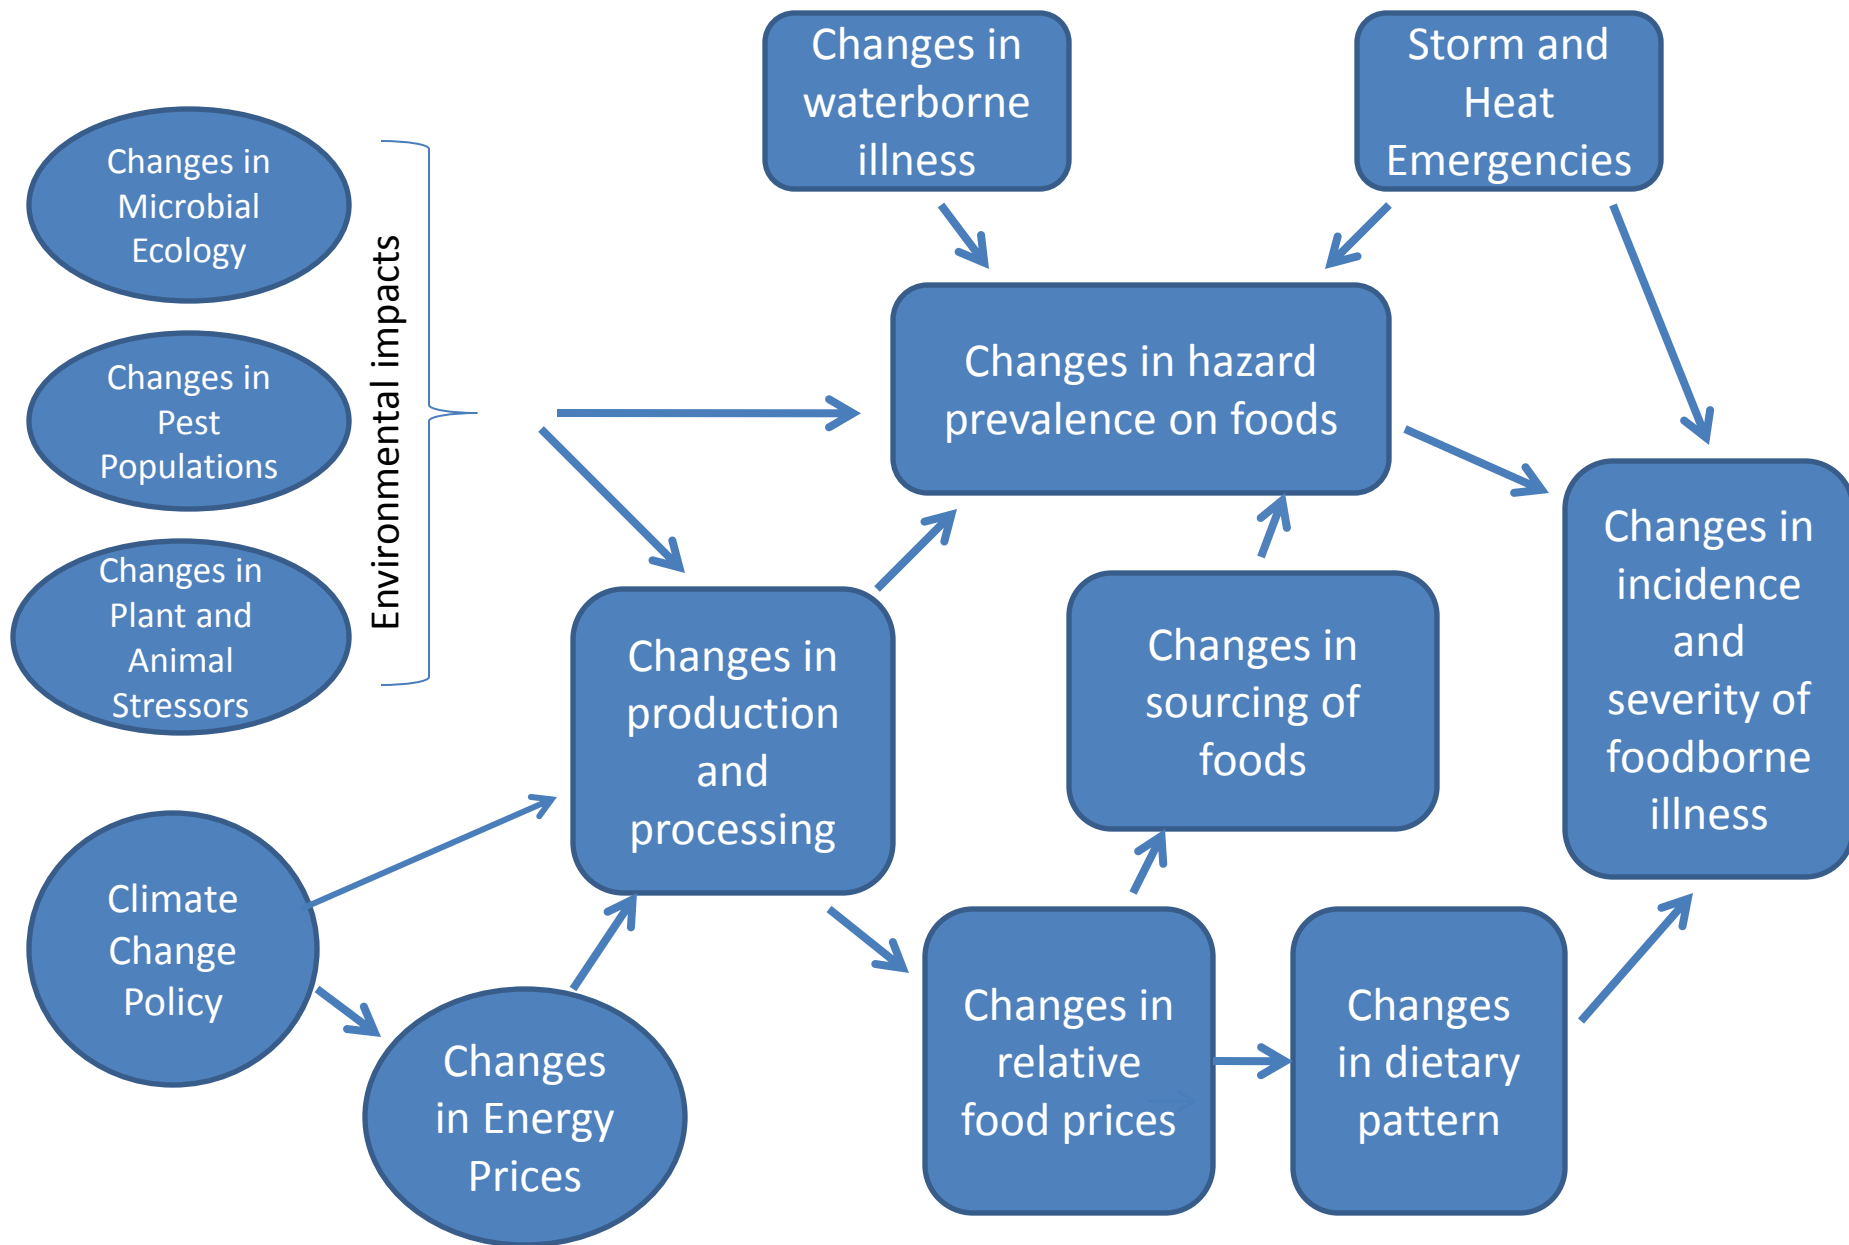 Changes in
waterborne
illness
Storm and
Heat
Emergencies
Changes in
Microbial
Ecology
Changes in
Pest
Populations
Changes in
Plant and
Animal
Stressors
Environmental impacts
Changes in hazard
prevalence on foods
Changes in
production
and
processing
Changes in
sourcing of
foods
Changes in
incidence
and
severity of
foodborne
illness
Climate
Change
Policy
Changes
in Energy
Prices
Changes in
relative
food prices
Changes
in dietary
pattern